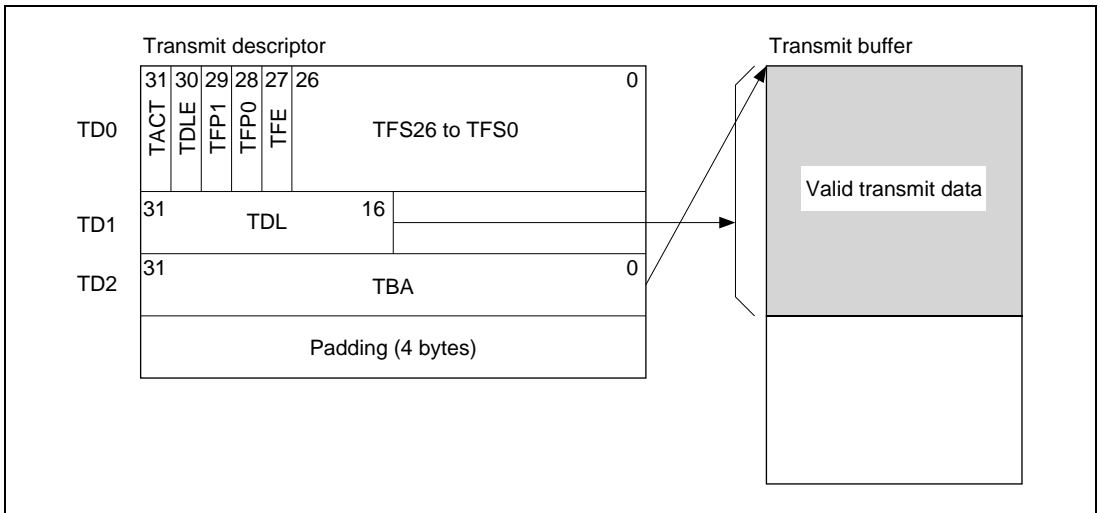 Transmit descriptor
Transmit buffer
31 30 29 28 27 26 0
TD0
TACT
TDLE
TFP1
TFP0
TFE
TFS26 to TFS0
Valid transmit data
31 16
TD1
TDL
31 0
TD2
TBA
Padding (4 bytes)